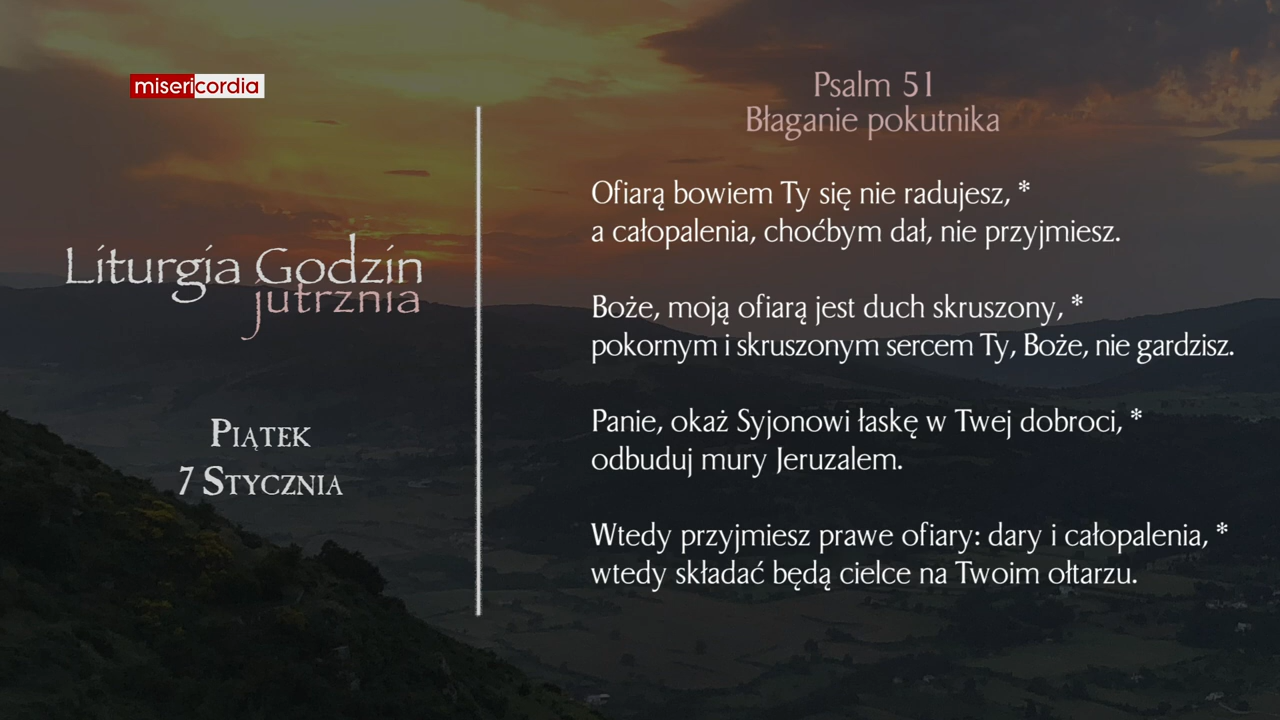 misericordia
Liturgia Godzin
jutrznia
Piątek
7 Stycznia
Psalm 51
Błaganie pokutnika
Ofiarą bowiem Ty się nie radujesz, *
a całopalenia, choćbym dał, nie przyjmiesz.
Boże, moją ofiarą jest duch skruszony, *
pokornym i skruszonym sercem Ty, Boże, nie gardzisz.
Panie, okaż Syjonowi łaskę w Twej dobroci, *
odbuduj mury Jeruzalem.
Wtedy przyjmiesz prawe ofiary: dary i całopalenia, *
wtedy składać będą cielce na Twoim ołtarzu.